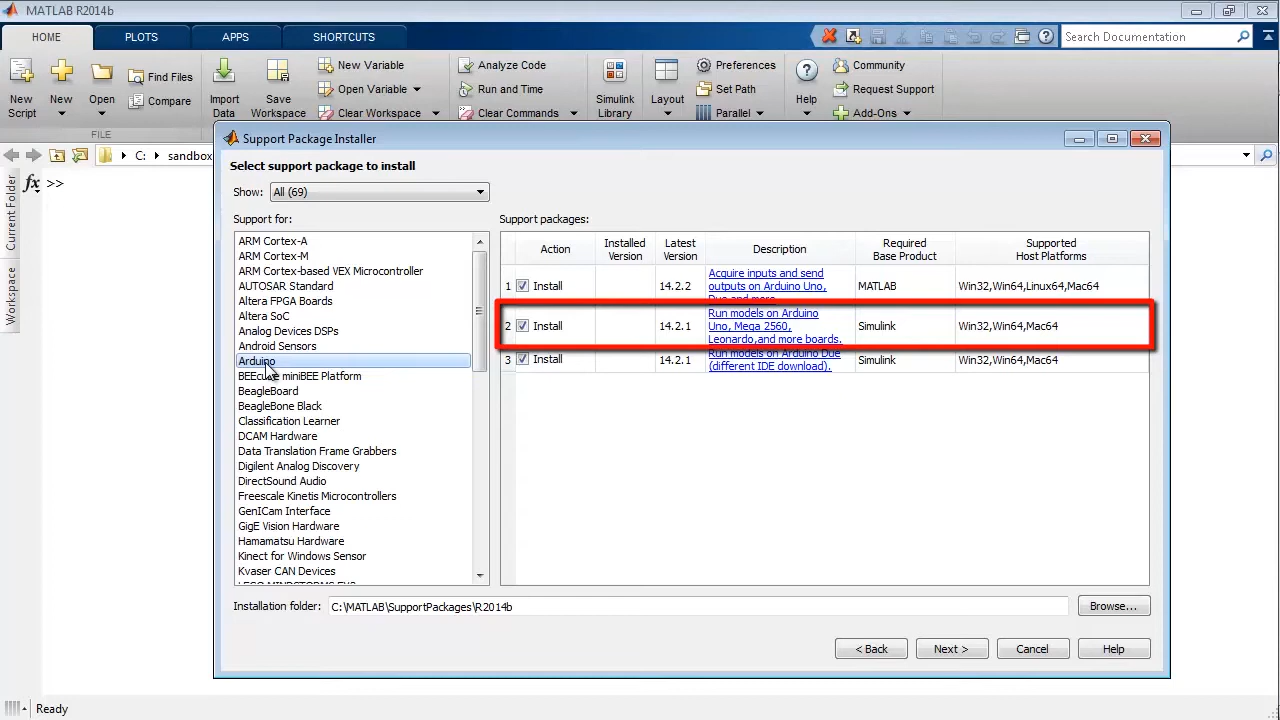 MATLAB R2014b
HOME
PLOTS
APPS
SHORTCUTS
Search Documentation
New Script
New
Open
Find Files
Compare
Import Data
Save Workspace
New Variable
Open Variable
Clear Workspace
Analyze Code
Run and Time
Clear Commands
Simulink Library
Layout
Preferences
Set Path
Parallel
Help
Community
Request Support
Add-Ons
FILE
C:
sandbox
Current Folder
Workspace
fx >>
Support Package Installer
Select support package to install
Show: All (69)
Support for:
ARM Cortex-A
ARM Cortex-M
ARM Cortex-based VEX Microcontroller
AUTOSAR Standard
Altera FPGA Boards
Altera SoC
Analog Devices DSPs
Android Sensors
Arduino
BEEcube miniBEE Platform
BeagleBoard
BeagleBone Black
Classification Learner
DCAM Hardware
Data Translation Frame Grabbers
Digilent Analog Discovery
DirectSound Audio
Freescale Kinetis Microcontrollers
GenICam Interface
GigE Vision Hardware
Hamamatsu Hardware
Kinect for Windows Sensor
Kvaser CAN Devices
LEGO MINDSTORMS EV3
Support packages:
Action
Installed Version
Latest Version
Description
Required Base Product
Supported Host Platforms
1 Install 14.2.2 Acquire inputs and send outputs on Arduino Uno, Due and more. MATLAB Win32,Win64,Linux64,Mac64
2 Install 14.2.1 Run models on Arduino Uno, Mega 2560, Leonardo,and more boards. Simulink Win32,Win64,Mac64
3 Install 14.2.1 Run models on Arduino Due (different IDE download). Simulink Win32,Win64,Mac64
Installation folder: C:\MATLAB\SupportPackages\R2014b
Browse...
< Back
Next >
Cancel
Help
Ready